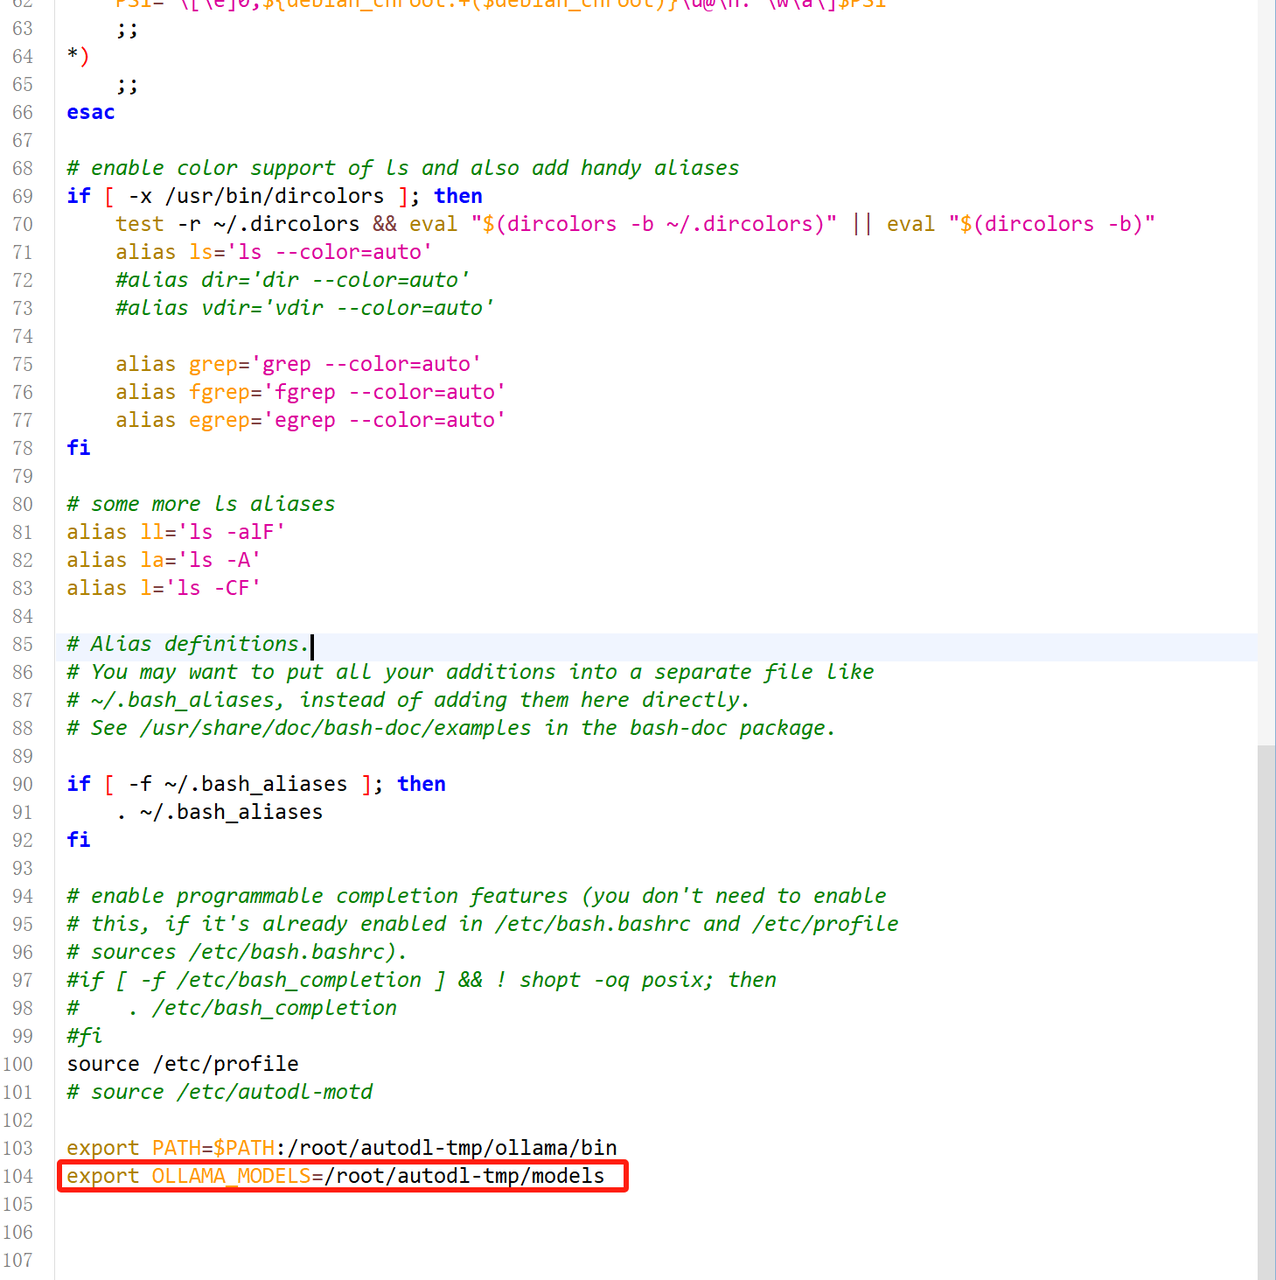 63 ;;
64 *)
65 ;;
66 esac
67
68 # enable color support of ls and also add handy aliases
69 if [ -x /usr/bin/dircolors ]; then
70 test -r ~/.dircolors && eval "$(dircolors -b ~/.dircolors)" || eval "$(dircolors -b)"
71 alias ls='ls --color=auto'
72 #alias dir='dir --color=auto'
73 #alias vdir='vdir --color=auto'
74
75 alias grep='grep --color=auto'
76 alias fgrep='fgrep --color=auto'
77 alias egrep='egrep --color=auto'
78 fi
79
80 # some more ls aliases
81 alias ll='ls -alF'
82 alias la='ls -A'
83 alias l='ls -CF'
84
85 # Alias definitions.
86 # You may want to put all your additions into a separate file like
87 # ~/.bash_aliases, instead of adding them here directly.
88 # See /usr/share/doc/bash-doc/examples in the bash-doc package.
89
90 if [ -f ~/.bash_aliases ]; then
91 . ~/.bash_aliases
92 fi
93
94 # enable programmable completion features (you don't need to enable
95 # this, if it's already enabled in /etc/bash.bashrc and /etc/profile
96 # sources /etc/bash.bashrc).
97 #if [ -f /etc/bash_completion ] && ! shopt -oq posix; then
98 #    . /etc/bash_completion
99 #fi
100 source /etc/profile
101 # source /etc/autodl-motd
102
103 export PATH=$PATH:/root/autodl-tmp/ollama/bin
104 export OLLAMA_MODELS=/root/autodl-tmp/models
105
106
107